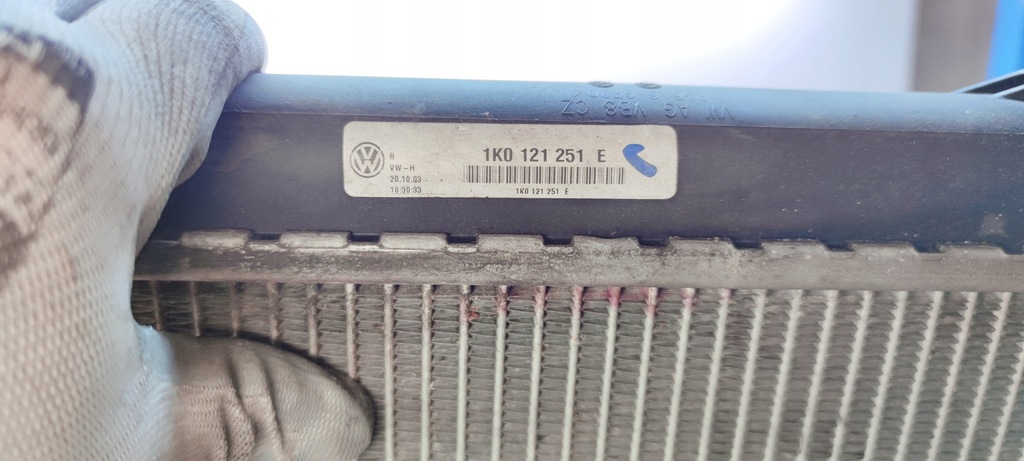 VW AG VB8 CZ
R
VW-H
20.10.03
10:30:33
1K0 121 251 E
1K0 121 251 E